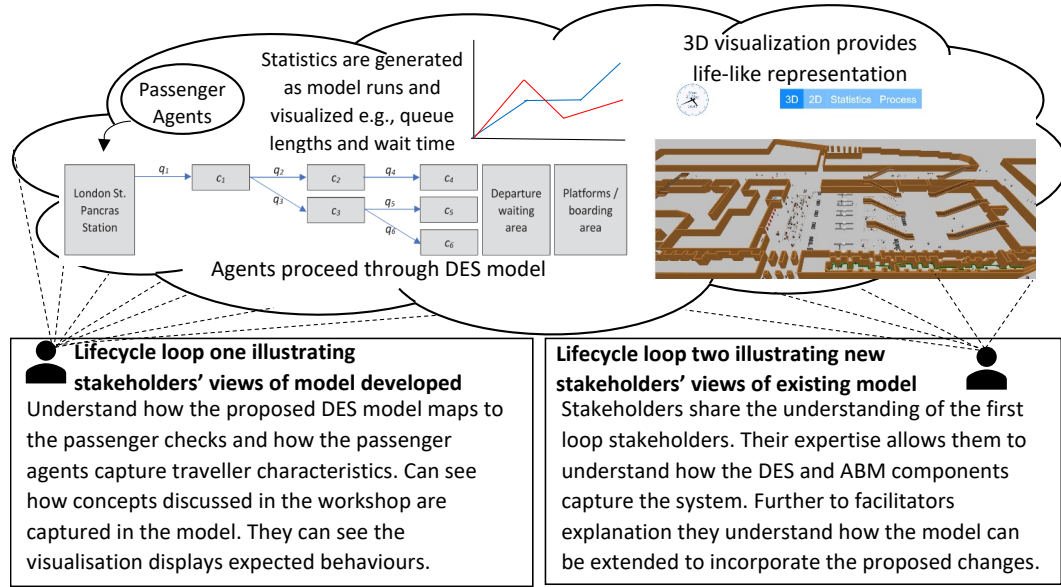 Passenger
Agents
Statistics are generated
as model runs and
visualized e.g., queue
lengths and wait time
3D visualization provides
life-like representation
3D 2D Statistics Process
London St.
Pancras
Station
q1
c1
q2
q3
c2
c3
q4
q5
q6
c4
c5
c6
Departure
waiting
area
Platforms /
boarding
area
Agents proceed through DES model
Lifecycle loop one illustrating
stakeholders' views of model developed
Understand how the proposed DES model maps to
the passenger checks and how the passenger
agents capture traveller characteristics. Can see
how concepts discussed in the workshop are
captured in the model. They can see the
visualisation displays expected behaviours.
Lifecycle loop two illustrating new
stakeholders' views of existing model
Stakeholders share the understanding of the first
loop stakeholders. Their expertise allows them to
understand how the DES and ABM components
capture the system. Further to facilitators
explanation they understand how the model can
be extended to incorporate the proposed changes.